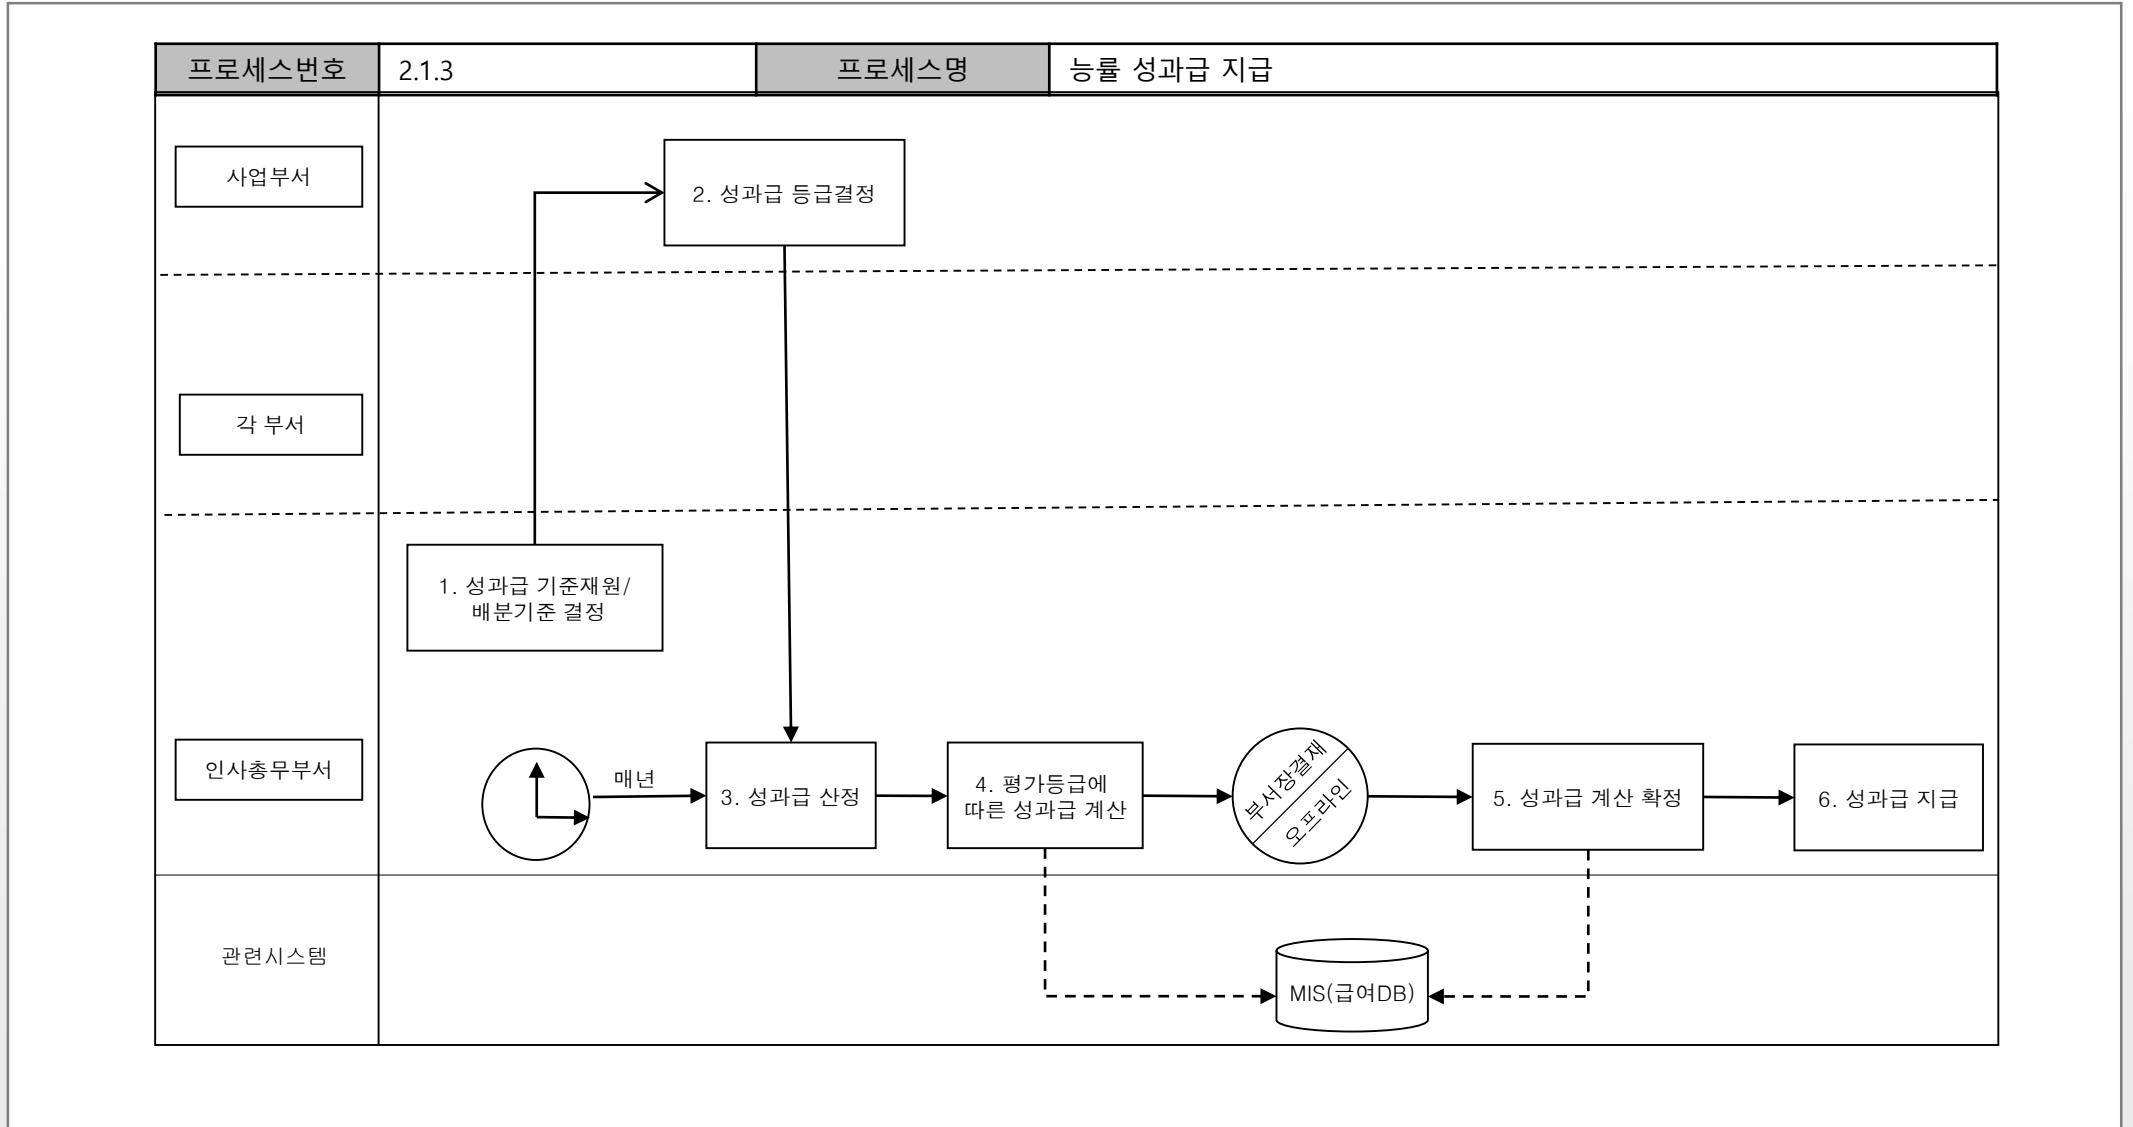 프로세스번호
2.1.3
프로세스명
능률 성과급 지급
사업부서
2. 성과급 등급결정
각 부서
1. 성과급 기준재원/
배분기준 결정
인사총무부서
매년
3. 성과급 산정
4. 평가등급에
따른 성과급 계산
부서장결재
오프라인
5. 성과급 계산 확정
6. 성과급 지급
관련시스템
MIS(급여DB)